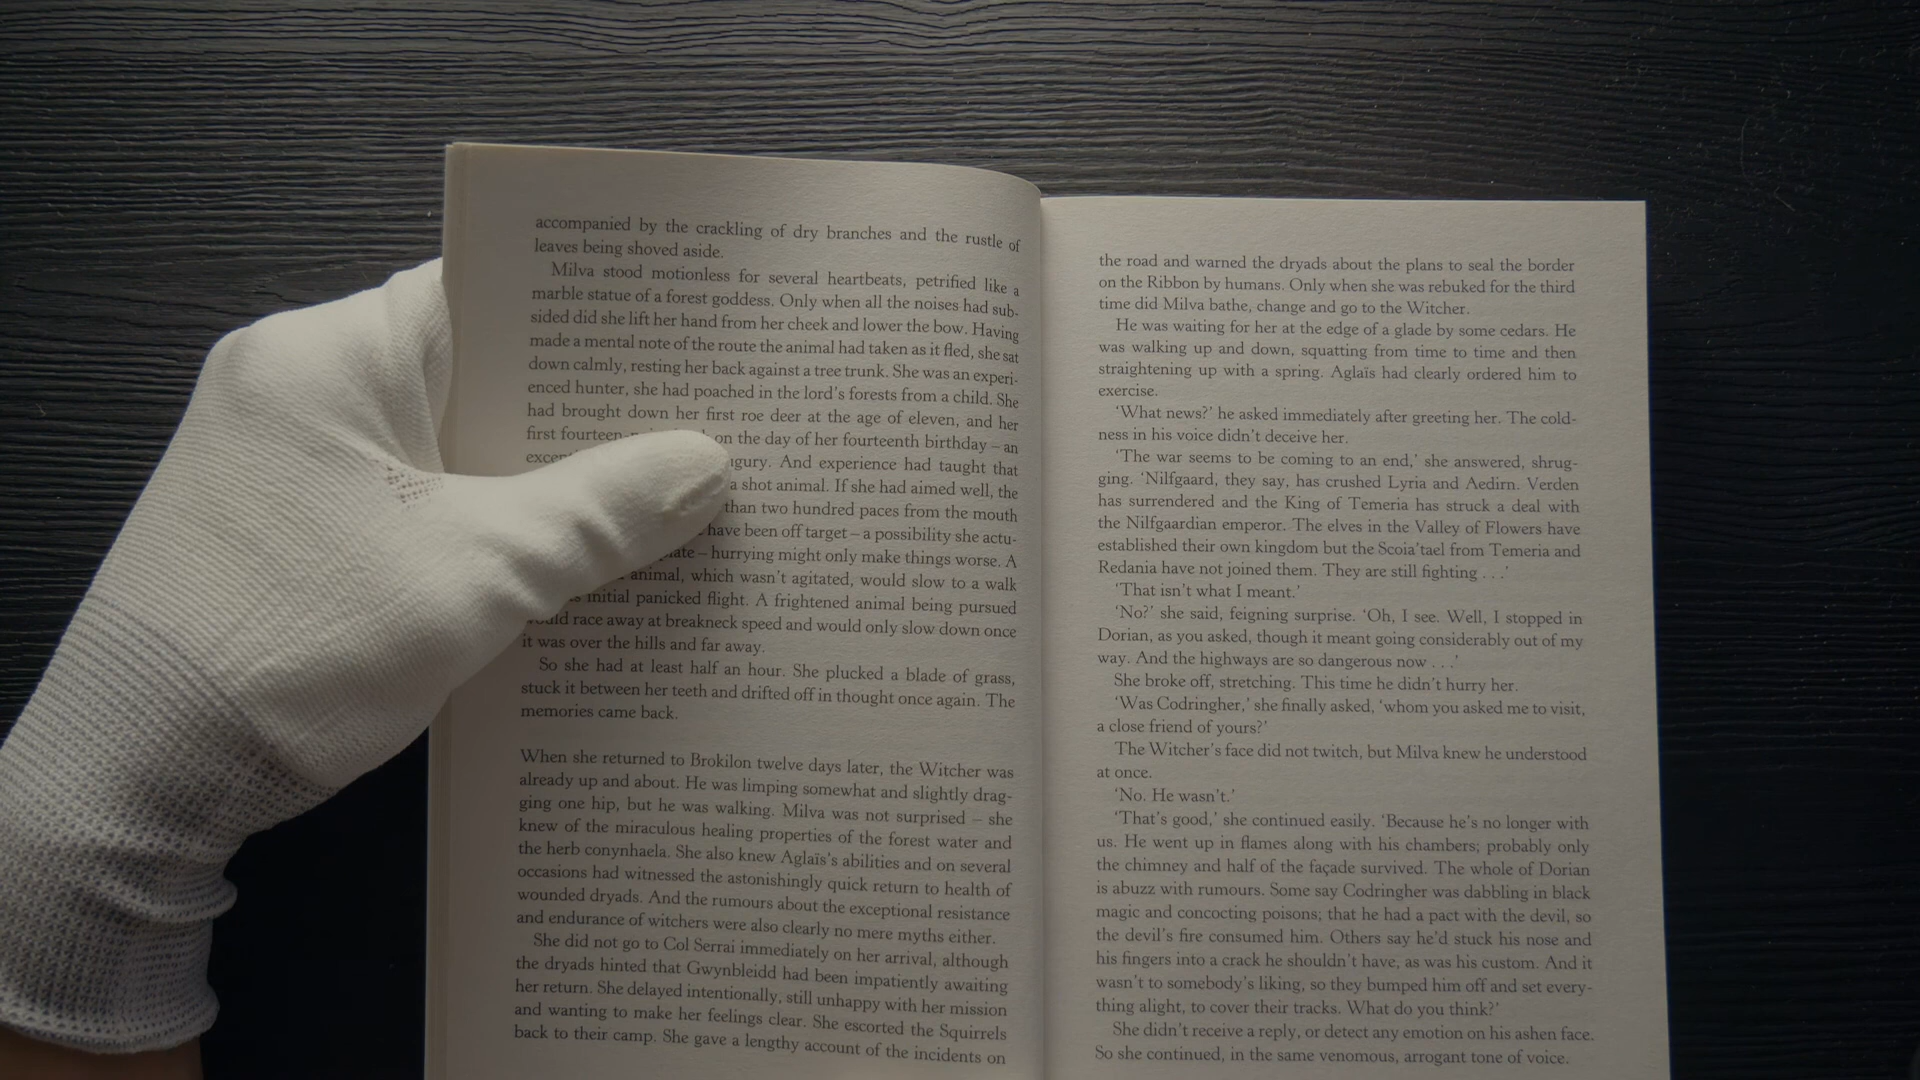 accompanied by the crackling of dry branches and the rustle of
leaves being shoved aside.
Milva stood motionless for several heartbeats, petrified like a
marble statue of a forest goddess. Only when all the noises had sub-
sided did she lift her hand from her cheek and lower the bow. Having
made a mental note of the route the animal had taken as it fled, she sat
down calmly, resting her back against a tree trunk. She was an experi-
enced hunter, she had poached in the lord's forests from a child. She
had brought down her first roe deer at the age of eleven, and her
first on the day of her fourteenth birthday – an
And experience had taught that
a shot animal. If she had aimed well, the
than two hundred paces from the mouth
have been off target – a possibility she actu-
– hurrying might only make things worse. A
animal, which wasn't agitated, would slow to a walk
initial panicked flight. A frightened animal being pursued
would race away at breakneck speed and would only slow down once
it was over the hills and far away.
So she had at least half an hour. She plucked a blade of grass,
stuck it between her teeth and drifted off in thought once again. The
memories came back.
When she returned to Brokilon twelve days later, the Witcher was
already up and about. He was limping somewhat and slightly drag-
ging one hip, but he was walking. Milva was not surprised – she
knew of the miraculous healing properties of the forest water and
the herb conynhaela. She also knew Aglaïs's abilities and on several
occasions had witnessed the astonishingly quick return to health of
wounded dryads. And the rumours about the exceptional resistance
and endurance of witchers were also clearly no mere myths either.
She did not go to Col Serrai immediately on her arrival, although
the dryads hinted that Gwynbleidd had been impatiently awaiting
her return. She delayed intentionally, still unhappy with her mission
and wanting to make her feelings clear. She escorted the Squirrels
back to their camp. She gave a lengthy account of the incidents on
the road and warned the dryads about the plans to seal the border
on the Ribbon by humans. Only when she was rebuked for the third
time did Milva bathe, change and go to the Witcher.
He was waiting for her at the edge of a glade by some cedars. He
was walking up and down, squatting from time to time and then
straightening up with a spring. Aglaïs had clearly ordered him to
exercise.
'What news?' he asked immediately after greeting her. The cold-
ness in his voice didn't deceive her.
'The war seems to be coming to an end,' she answered, shrug-
ging. 'Nilfgaard, they say, has crushed Lyria and Aedirn. Verden
has surrendered and the King of Temeria has struck a deal with
the Nilfgaardian emperor. The elves in the Valley of Flowers have
established their own kingdom but the Scoia'tael from Temeria and
Redania have not joined them. They are still fighting . . .'
'That isn't what I meant.'
'No?' she said, feigning surprise. 'Oh, I see. Well, I stopped in
Dorian, as you asked, though it meant going considerably out of my
way. And the highways are so dangerous now . . .'
She broke off, stretching. This time he didn't hurry her.
'Was Codringher,' she finally asked, 'whom you asked me to visit,
a close friend of yours?'
The Witcher's face did not twitch, but Milva knew he understood
at once.
'No. He wasn't.'
'That's good,' she continued easily. 'Because he's no longer with
us. He went up in flames along with his chambers; probably only
the chimney and half of the façade survived. The whole of Dorian
is abuzz with rumours. Some say Codringher was dabbling in black
magic and concocting poisons; that he had a pact with the devil, so
the devil's fire consumed him. Others say he'd stuck his nose and
his fingers into a crack he shouldn't have, as was his custom. And it
wasn't to somebody's liking, so they bumped him off and set every-
thing alight, to cover their tracks. What do you think?'
She didn't receive a reply, or detect any emotion on his ashen face.
So she continued, in the same venomous, arrogant tone of voice.